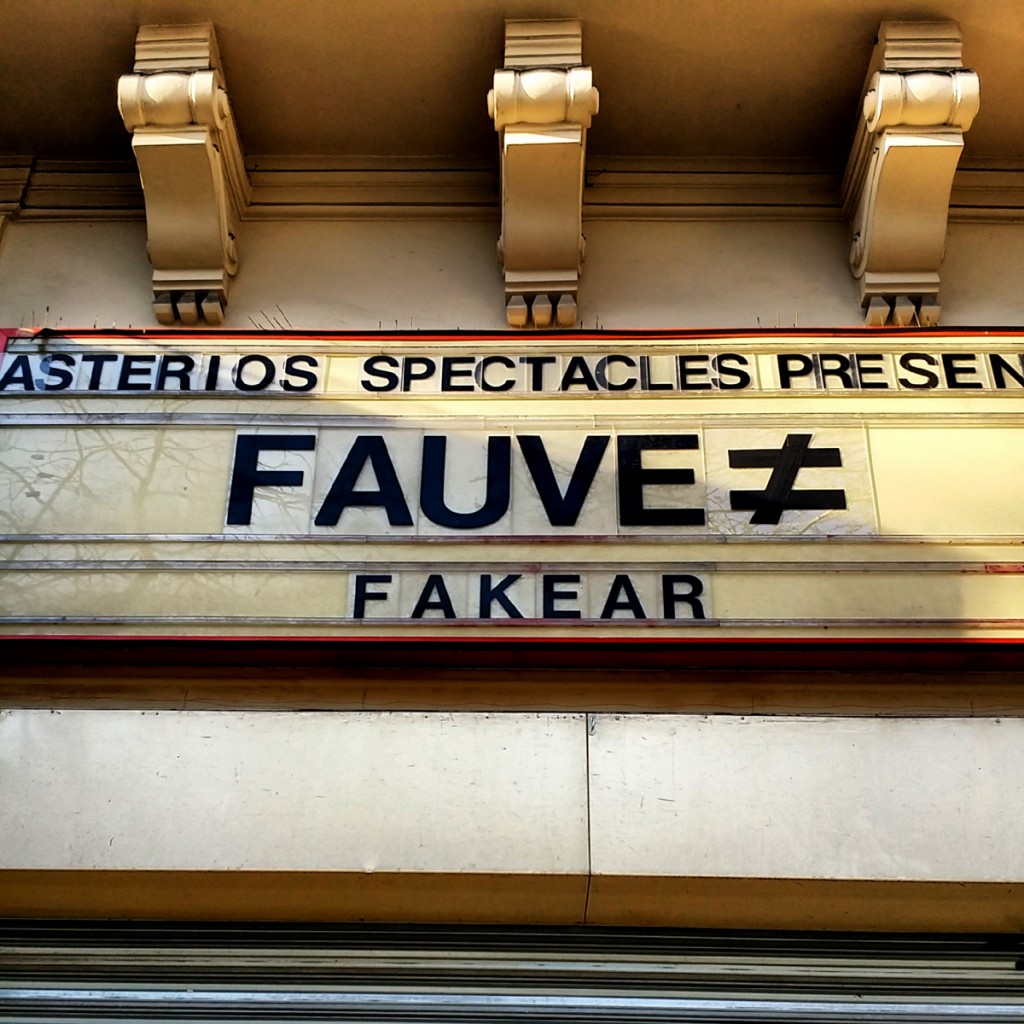 ASTERIOS SPECTACLES PRESEN
FAUVE ≠
FAKEAR